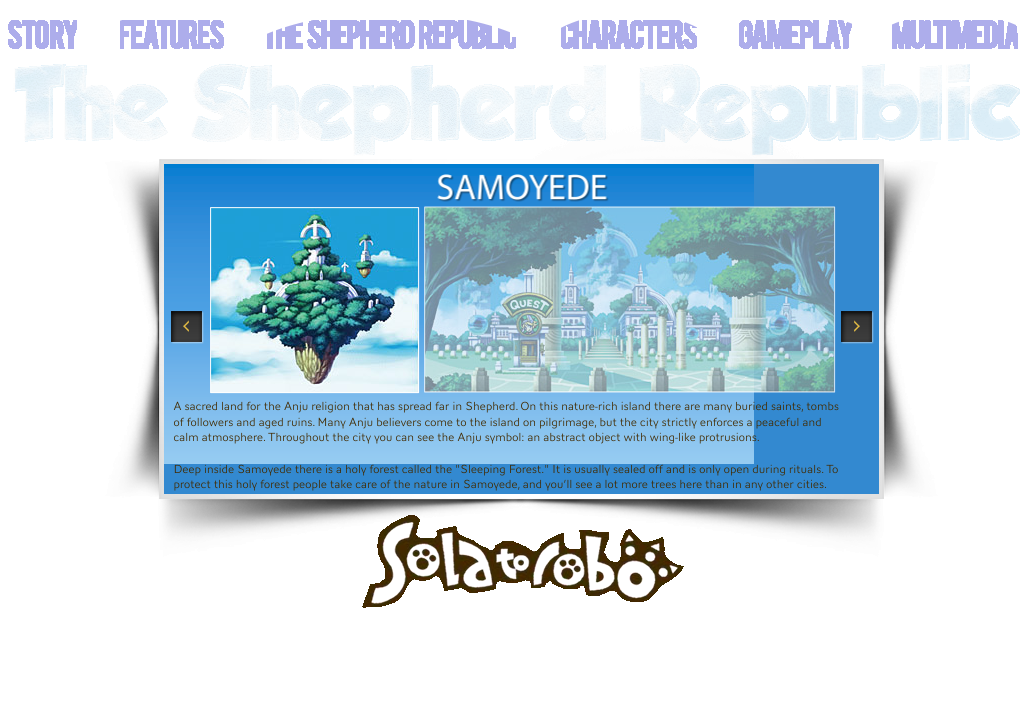 STORY FEATURES THE SHEPHERD REPUBLIC CHARACTERS GAMEPLAY MULTIMEDIA
The Shepherd Republic
SAMOYEDE
QUEST
A sacred land for the Anju religion that has spread far in Shepherd. On this nature-rich island there are many buried saints, tombs
of followers and aged ruins. Many Anju believers come to the island on pilgrimage, but the city strictly enforces a peaceful and
calm atmosphere. Throughout the city you can see the Anju symbol: an abstract object with wing-like protrusions.
Deep inside Samoyede there is a holy forest called the "Sleeping Forest." It is usually sealed off and is only open during rituals. To
protect this holy forest people take care of the nature in Samoyede, and you'll see a lot more trees here than in any other cities.
Solatorobo